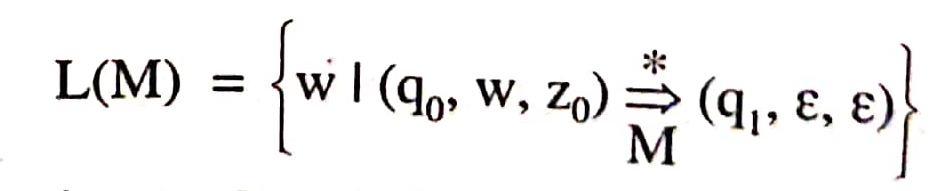 L(M) = {w | (q₀, w, z₀) *⇒M (q₁, ε, ε)}